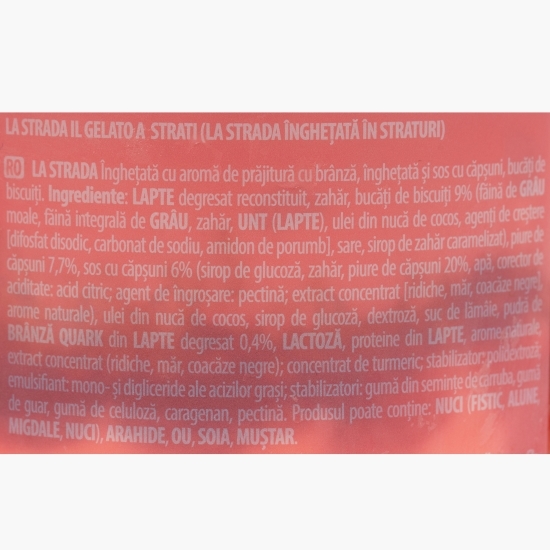 LA STRADA IL GELATO A STRATI (LA STRADA ÎNGHEȚATĂ ÎN STRATURI)
RO LA STRADA Înghețată cu aromă de prăjitură cu brânză, înghețată și sos cu căpșuni, bucăți de
biscuiți. Ingrediente: LAPTE degresat reconstituit, zahăr, bucăți de biscuiți 9% (făină de GRÂU
moale, făină integrală de GRÂU, zahăr, UNT (LAPTE), ulei din nucă de cocos, agenți de creștere
[difosfat disodic, carbonat de sodiu, amidon de porumb], sare, sirop de zahăr caramelizat), piure de
căpșuni 7,7%, sos cu căpșuni 6% (sirop de glucoză, zahăr, piure de căpșuni 20%, apă, corector de
aciditate: acid citric; agent de îngroșare: pectină; extract concentrat [ridiche, măr, coacăze negre],
arome naturale), ulei din nucă de cocos, sirop de glucoză, dextroză, suc de lămâie, pudră de
BRÂNZĂ QUARK din LAPTE degresat 0,4%, LACTOZĂ, proteine din LAPTE, arome naturale,
extract concentrat (ridiche, măr, coacăze negre); concentrat de turmeric; stabilizator: polidextroză;
emulsifiant: mono- și digliceride ale acizilor grași; stabilizatori: gumă din semințe de carruba, gumă
de guar, gumă de celuloză, caragenan, pectină. Produsul poate conține: NUCI (FISTIC, ALUNE,
MIGDALE, NUCI), ARAHIDE, OU, SOIA, MUȘTAR.